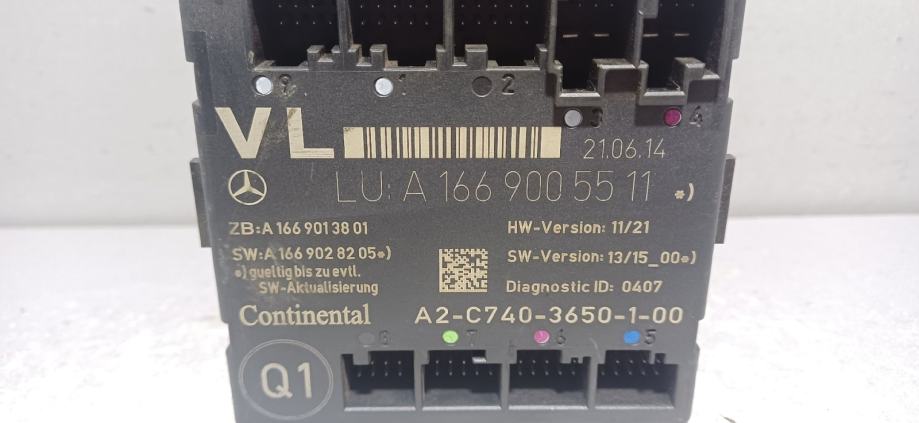 9 1 2 3 4
VL
21.06.14
LU: A 166 900 55 11 *)
ZB: A 166 901 38 01
HW-Version: 11/21
SW: A 166 902 82 05*)
SW-Version: 13/15_00*)
*) gueltig bis zu evtl.
SW-Aktualisierung
Diagnostic ID: 0407
Continental
A2-C740-3650-1-00
8 7 6 5
Q1